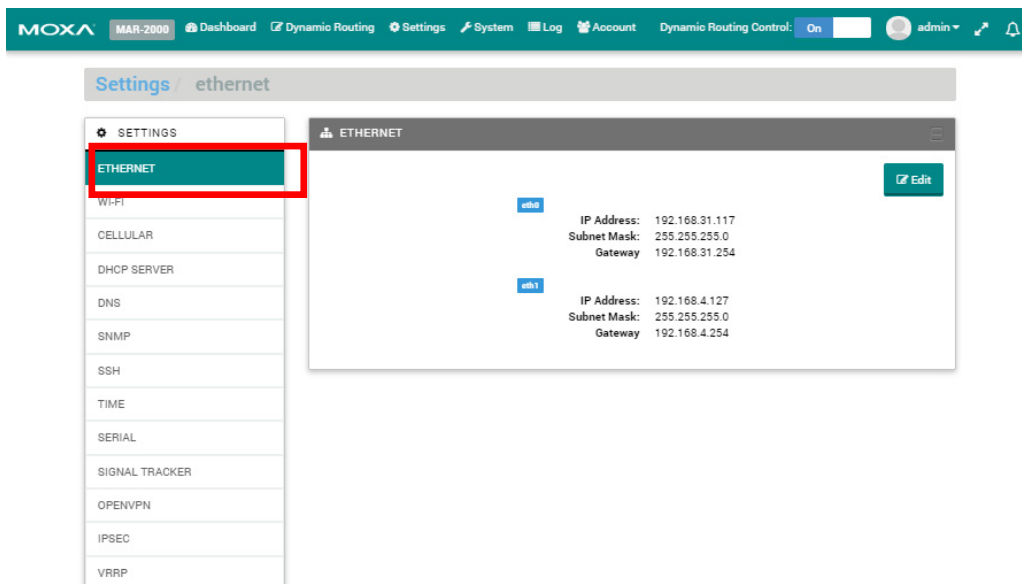 MOXA MAR-2000 Dashboard Dynamic Routing Settings System Log Account Dynamic Routing Control: On admin
Settings / ethernet
SETTINGS
ETHERNET
WI-FI
CELLULAR
DHCP SERVER
DNS
SNMP
SSH
TIME
SERIAL
SIGNAL TRACKER
OPENVPN
IPSEC
VRRP
ETHERNET
Edit
eth0
IP Address: 192.168.31.117
Subnet Mask: 255.255.255.0
Gateway 192.168.31.254
eth1
IP Address: 192.168.4.127
Subnet Mask: 255.255.255.0
Gateway 192.168.4.254